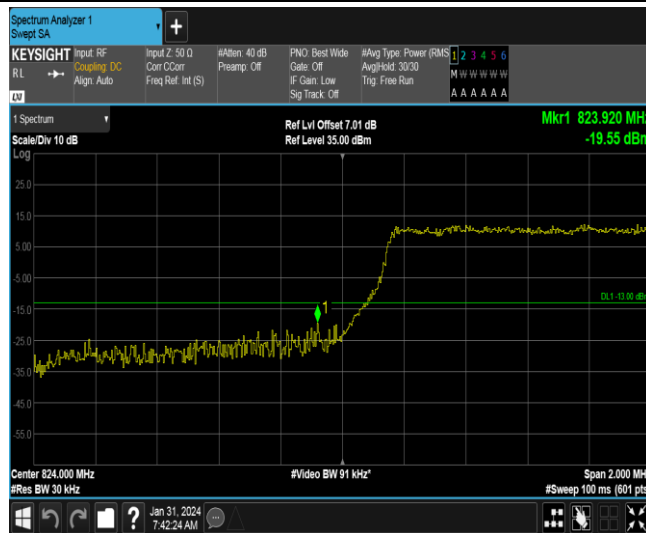 Spectrum Analyzer 1
Swept SA
+
KEYSIGHT
RL
LXI
Input: RF
Coupling: DC
Align: Auto
Input Z: 50 Ω
Corr CCorr
Freq Ref: Int (S)
#Atten: 40 dB
Preamp: Off
PNO: Best Wide
Gate: Off
IF Gain: Low
Sig Track: Off
#Avg Type: Power (RMS
Avg|Hold: 30/30
Trig: Free Run
1 2 3 4 5 6
M W W W W W
A A A A A A
1 Spectrum
Scale/Div 10 dB
Ref Lvl Offset 7.01 dB
Ref Level 35.00 dBm
Mkr1 823.920 MHz
-19.55 dBm
Log
25.0
15.0
5.00
-5.00
-15.0
-25.0
-35.0
-45.0
-55.0
1
DL1 -13.00 dBm
Center 824.000 MHz
#Res BW 30 kHz
#Video BW 91 kHz*
Span 2.000 MHz
#Sweep 100 ms (601 pts)
?
Jan 31, 2024
7:42:24 AM